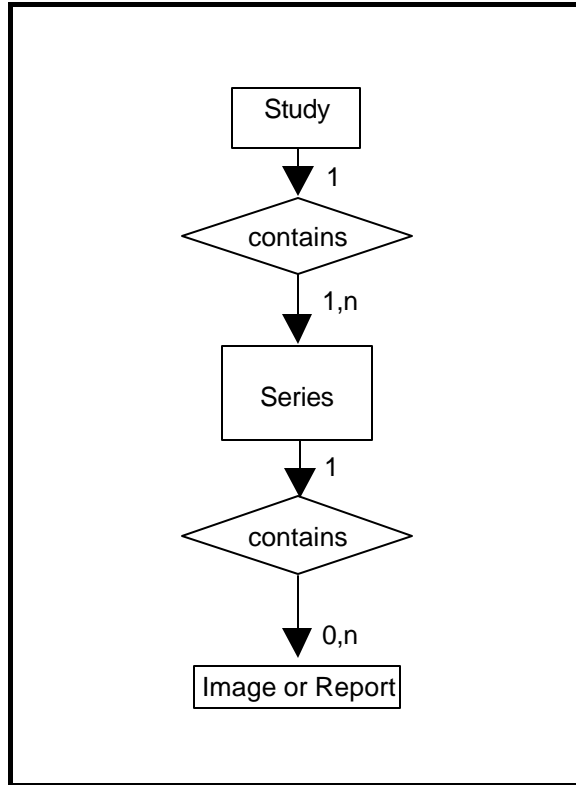 Study
1
contains
1,n
Series
1
contains
0,n
Image or Report